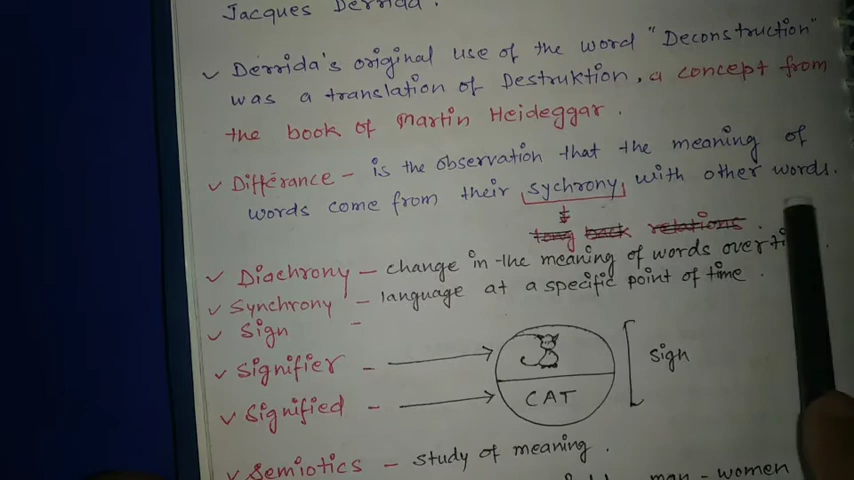 Jacques Derrida.
✓ Derrida's original use of the word "Deconstruction"
was a translation of Destruktion, a concept from
the book of Martin Heideggar.
✓ Différance - is the observation that the meaning of
words come from their sychrony with other words.
✓ Diachrony - change in the meaning of words over
✓ Synchrony - language at a specific point of time.
✓ Sign -
✓ Signifier -
Sign
✓ Signified -
CAT
✓ Semiotics - study of meaning.
man - women